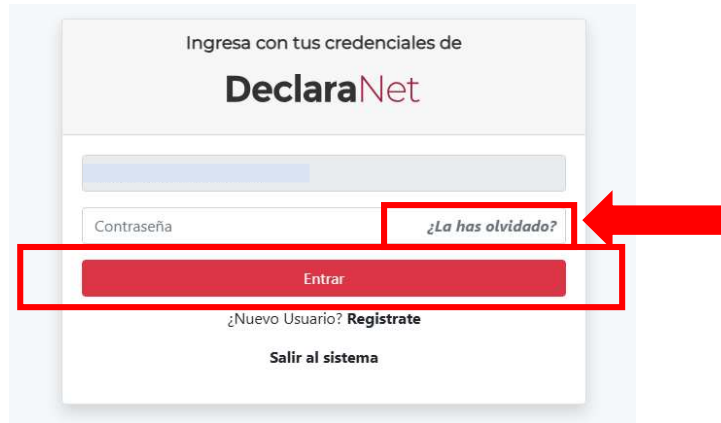 Ingresa con tus credenciales de
DeclaraNet
Contraseña ¿La has olvidado?
Entrar
¿Nuevo Usuario? Registrate
Salir al sistema